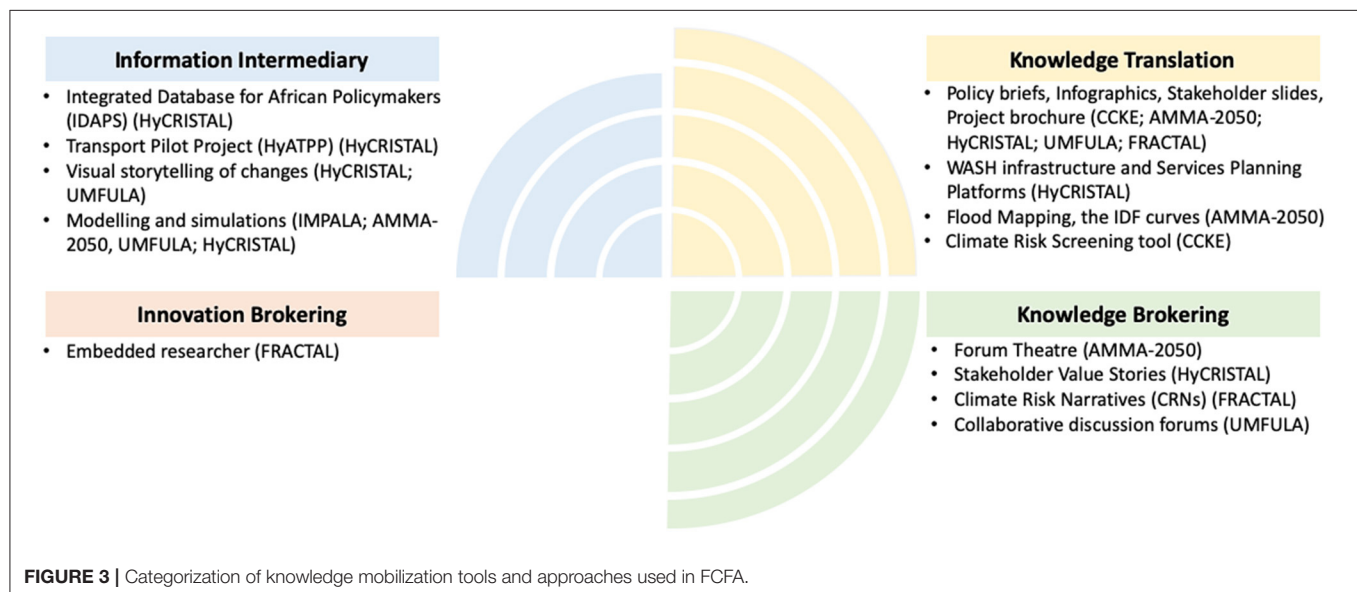 Information Intermediary
• Integrated Database for African Policymakers
(IDAPS) (HyCRISTAL)
• Transport Pilot Project (HyATPP) (HyCRISTAL)
• Visual storytelling of changes (HyCRISTAL;
UMFULA)
• Modelling and simulations (IMPALA; AMMA-
2050, UMFULA; HyCRISTAL)
Knowledge Translation
• Policy briefs, Infographics, Stakeholder slides,
Project brochure (CCKE; AMMA-2050;
HyCRISTAL; UMFULA; FRACTAL)
• WASH infrastructure and Services Planning
Platforms (HyCRISTAL)
• Flood Mapping, the IDF curves (AMMA-2050)
• Climate Risk Screening tool (CCKE)
Innovation Brokering
• Embedded researcher (FRACTAL)
Knowledge Brokering
• Forum Theatre (AMMA-2050)
• Stakeholder Value Stories (HyCRISTAL)
• Climate Risk Narratives (CRNs) (FRACTAL)
• Collaborative discussion forums (UMFULA)
FIGURE 3 | Categorization of knowledge mobilization tools and approaches used in FCFA.